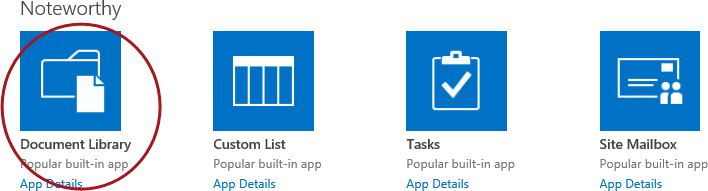 Noteworthy
Document Library
Popular built-in app
App Details
Custom List
Popular built-in app
App Details
Tasks
Popular built-in app
App Details
Site Mailbox
Popular built-in app
App Details